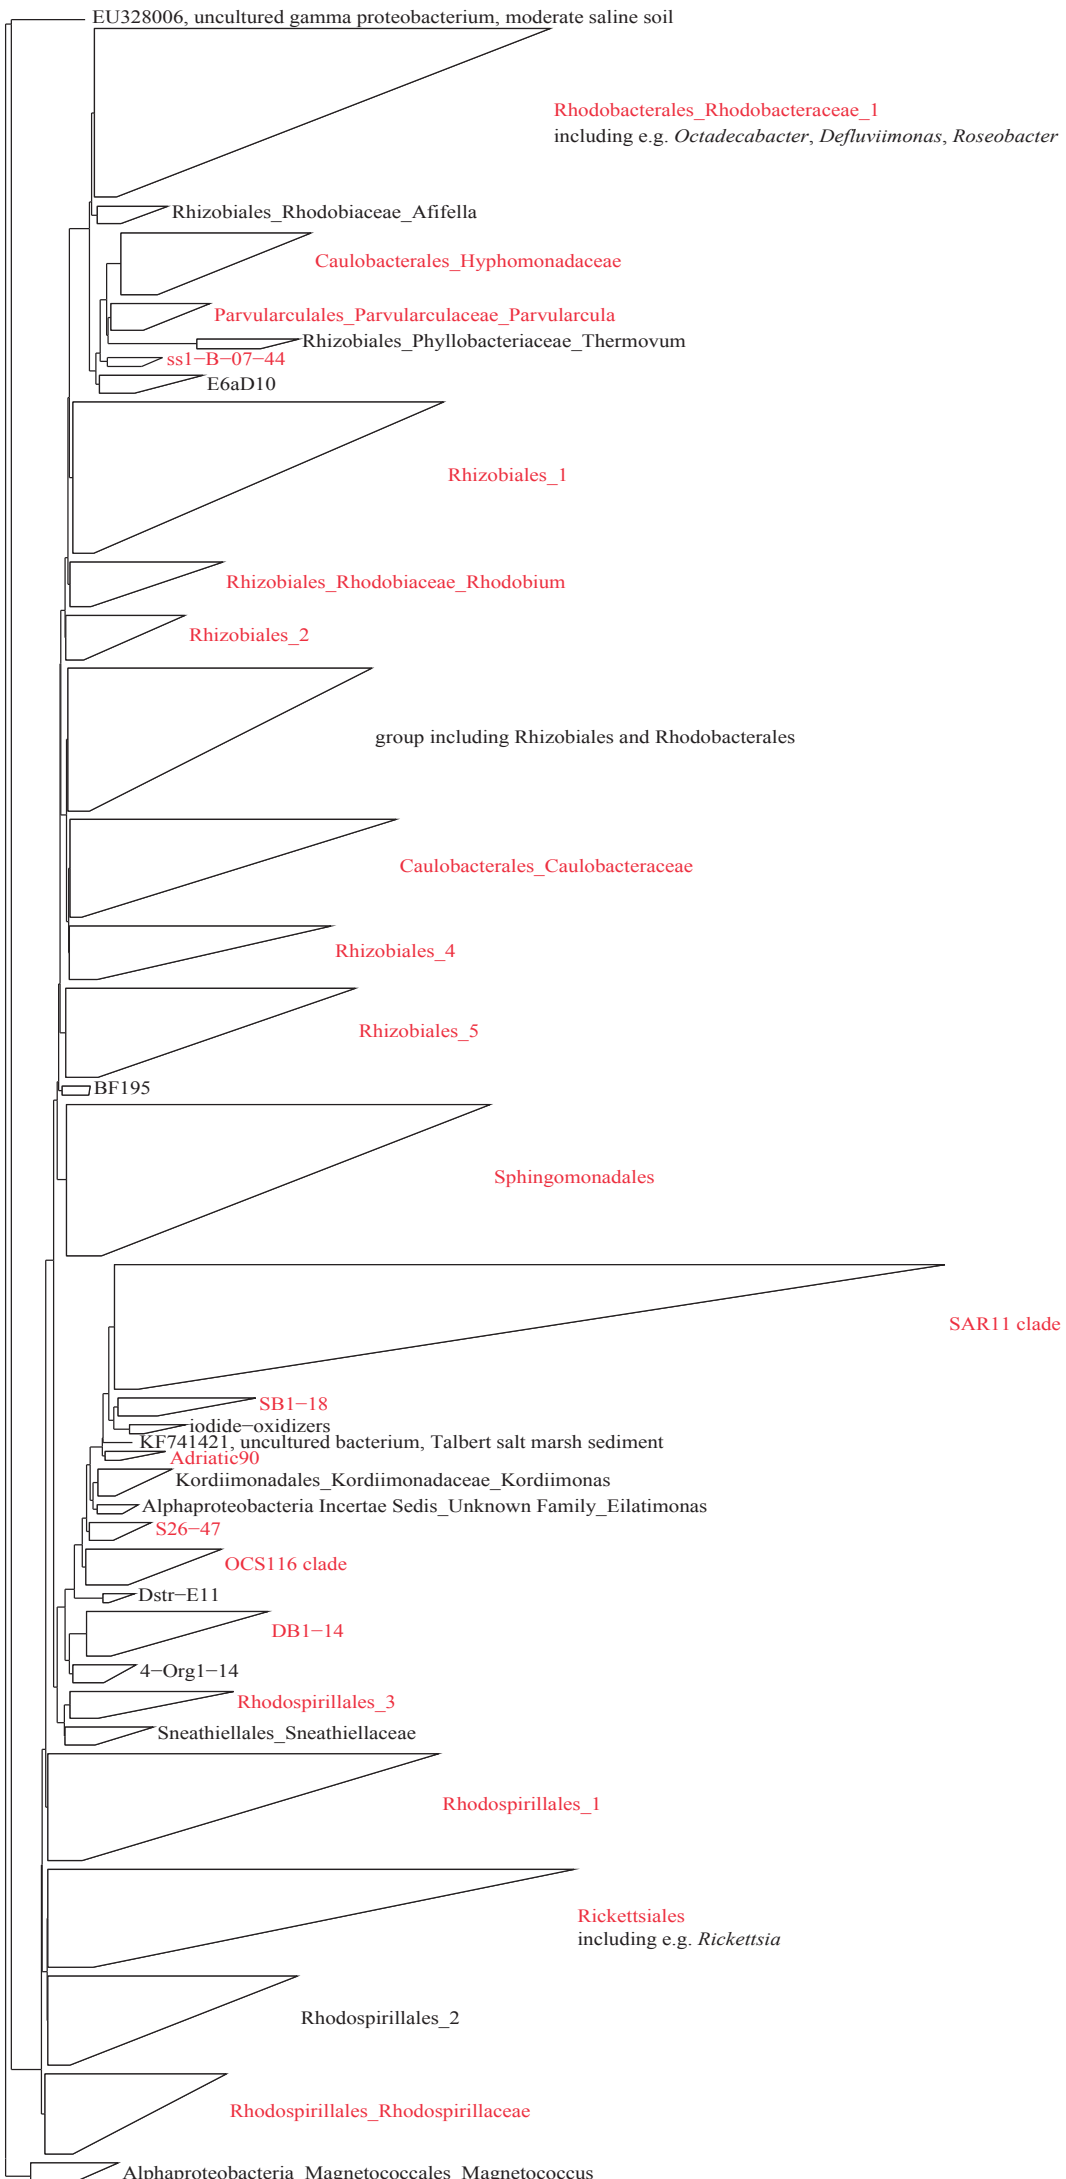 EU328006, uncultured gamma proteobacterium, moderate saline soil
Rhodobacterales_Rhodobacteraceae_1
including e.g. Octadecabacter, Defluviimonas, Roseobacter
Rhizobiales_Rhodobiaceae_Afifella
Caulobacterales_Hyphomonadaceae
Parvularculales_Parvularculaceae_Parvularcula
Rhizobiales_Phyllobacteriaceae_Thermovum
ss1−B−07−44
E6aD10
Rhizobiales_1
Rhizobiales_Rhodobiaceae_Rhodobium
Rhizobiales_2
group including Rhizobiales and Rhodobacterales
Caulobacterales_Caulobacteraceae
Rhizobiales_4
Rhizobiales_5
BF195
Sphingomonadales
SAR11 clade
SB1−18
iodide−oxidizers
KF741421, uncultured bacterium, Talbert salt marsh sediment
Adriatic90
Kordiimonadales_Kordiimonadaceae_Kordiimonas
Alphaproteobacteria Incertae Sedis_Unknown Family_Eilatimonas
S26−47
OCS116 clade
Dstr−E11
DB1−14
4−Org1−14
Rhodospirillales_3
Sneathiellales_Sneathiellaceae
Rhodospirillales_1
Rickettsiales
including e.g. Rickettsia
Rhodospirillales_2
Rhodospirillales_Rhodospirillaceae
Alphaproteobacteria_Magnetococcales_Magnetococcus